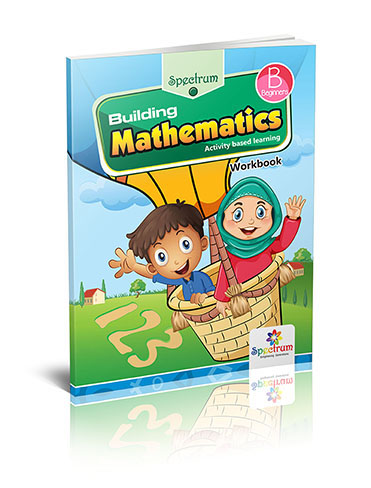 Spectrum
B
Beginners
Building
Mathematics
Activity based learning
Workbook
123
Spectrum